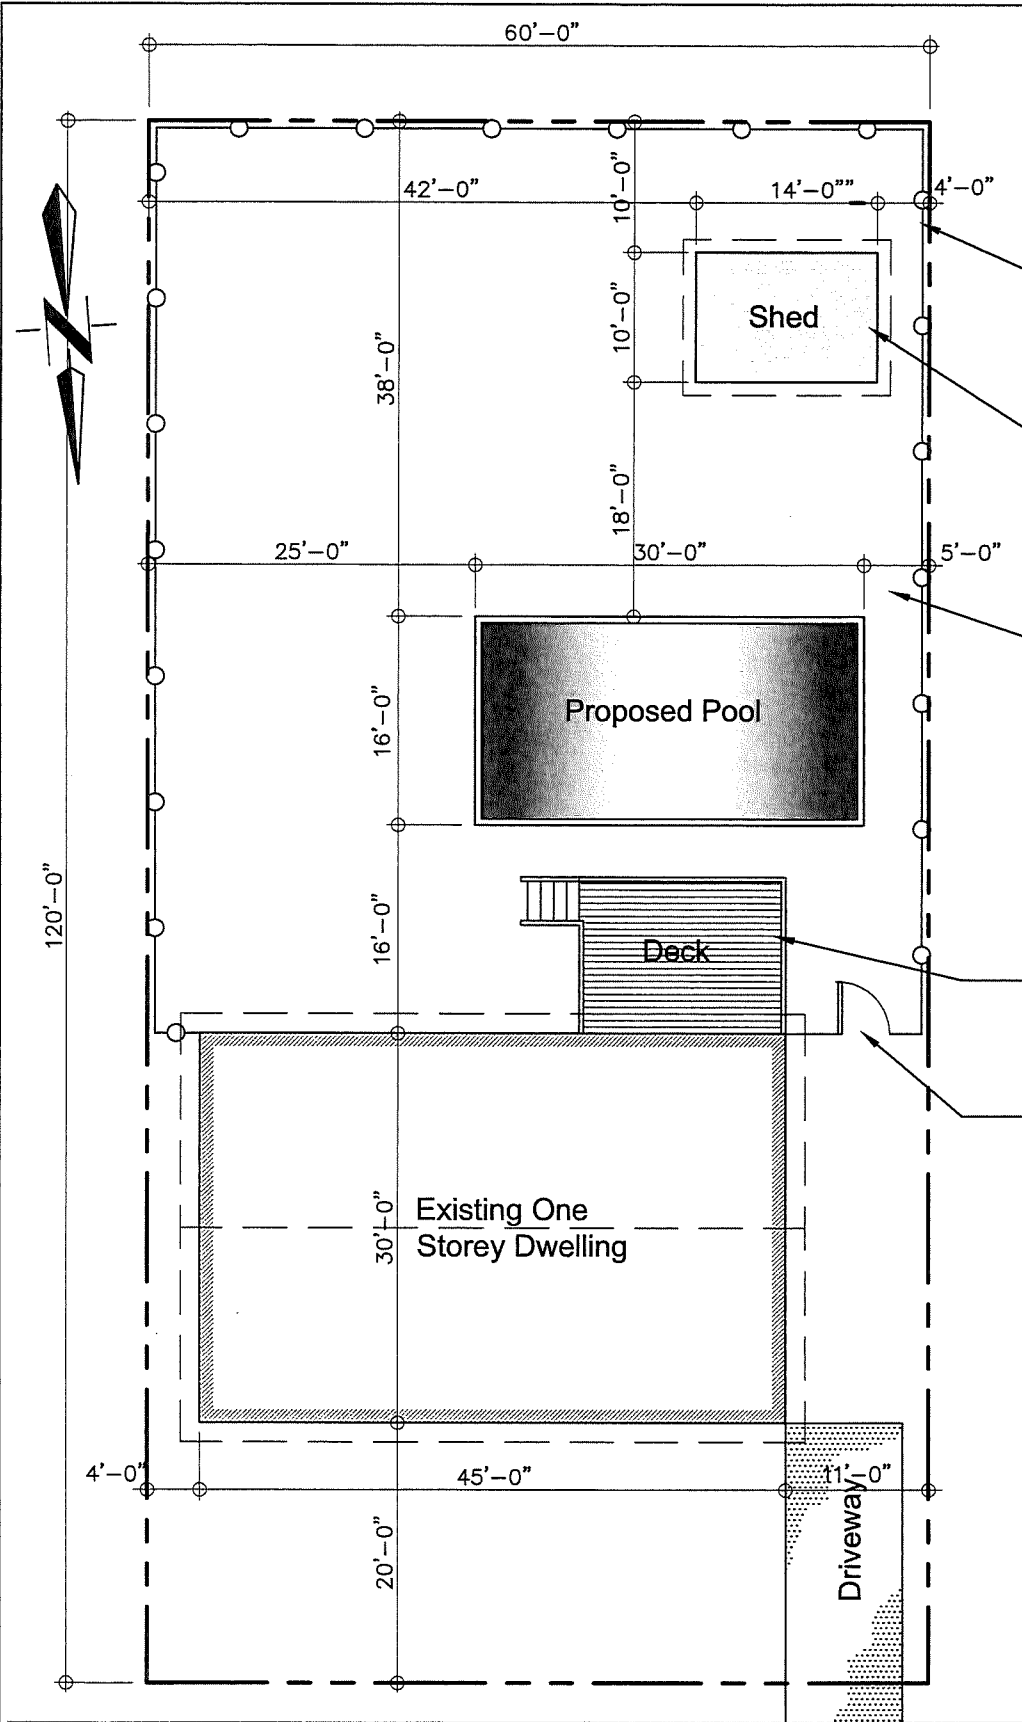 60'-0"
42'-0"
14'-0""
4'-0"
10'-0"
10'-0"
Shed
38'-0"
18'-0"
25'-0"
30'-0"
5'-0"
Proposed Pool
16'-0"
120'-0"
16'-0"
Deck
Existing One
Storey Dwelling
30'-0"
4'-0"
45'-0"
11'-0"
20'-0"
Driveway
N